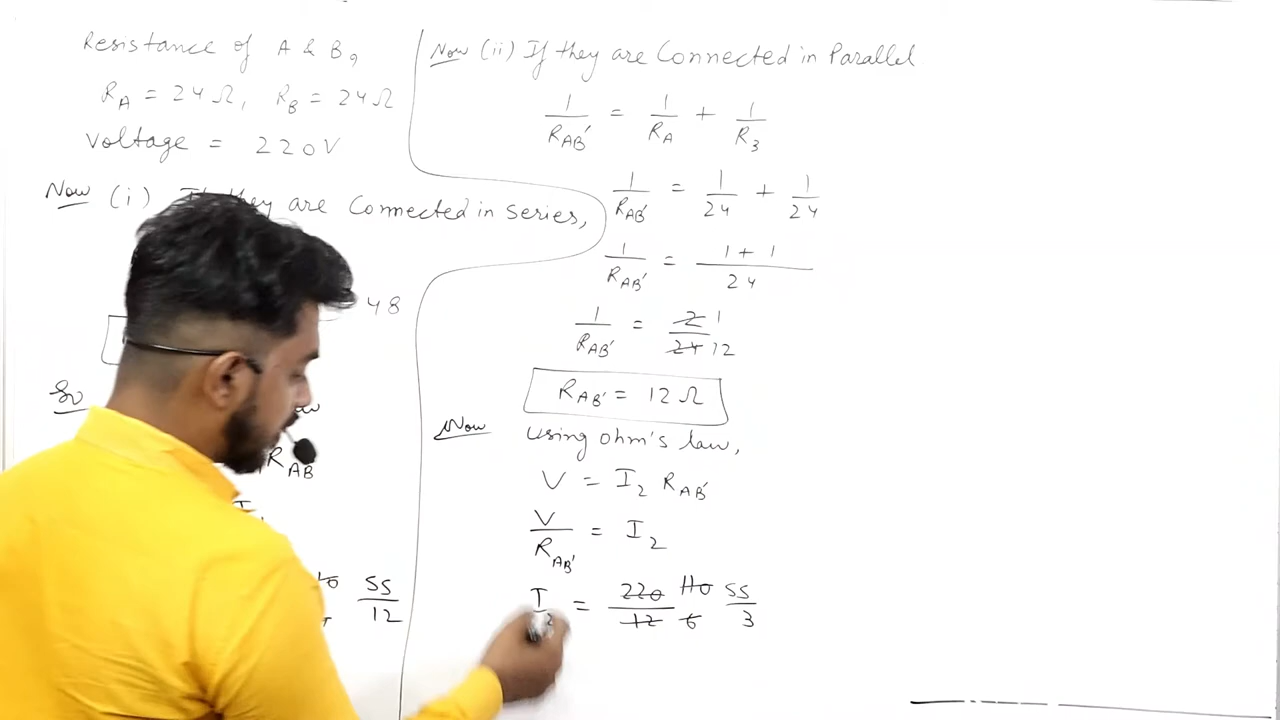 Resistance of A & B,
R_A = 24 Ω, R_B = 24 Ω
Voltage = 220V
Now (i) they are Connected in series,
48
So
R_AB
55/12
Now (ii) If they are Connected in Parallel
1/R_AB' = 1/R_A + 1/R_3
1/R_AB' = 1/24 + 1/24
1/R_AB' = 1+1/24
1/R_AB' = 2/24 1/12
R_AB' = 12 Ω
Now using ohm's law,
V = I_2 R_AB'
V/R_AB' = I_2
= 220/12 110/6 55/3